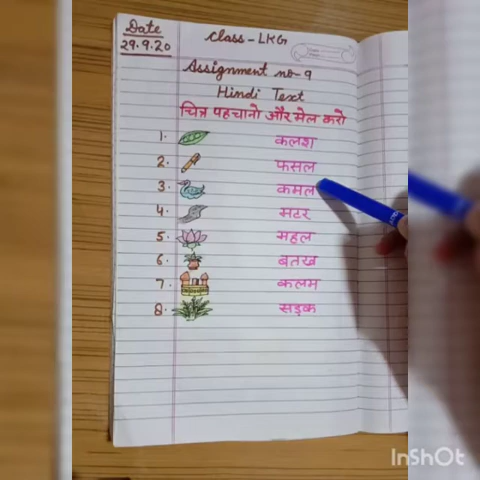 Date
29.9.20
Class - LKG
Assignment no-9
Hindi Text
चित्र पहचानो और मेल करो
1. कलश
2. फसल
3. कमल
4. मटर
5. महल
6. बतख
7. कलम
8. सड़क
InShOt